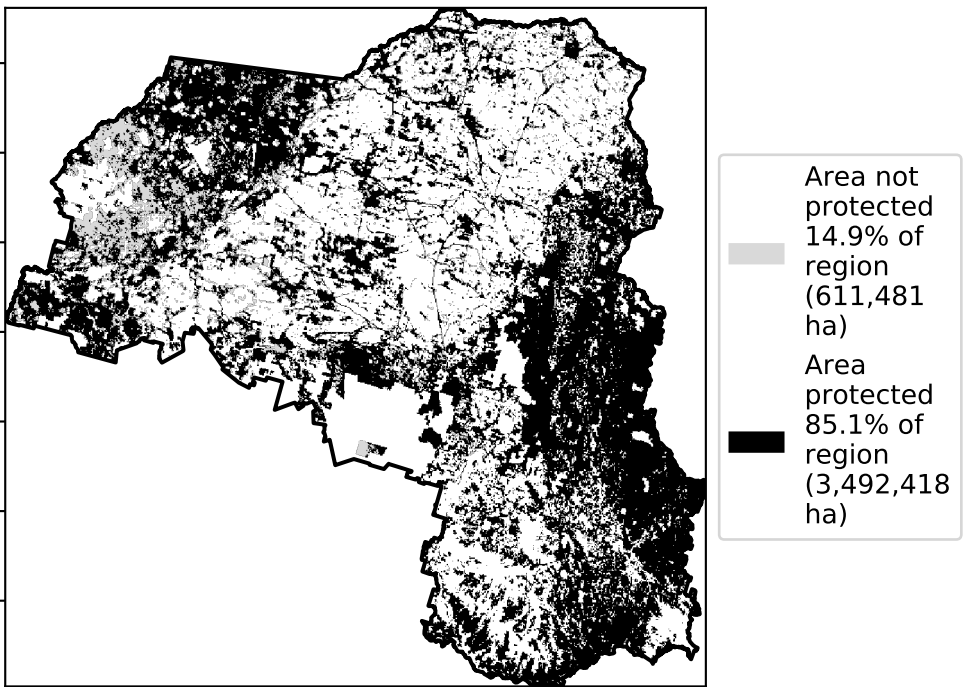 Area not
protected
14.9% of
region
(611,481
ha)
Area
protected
85.1% of
region
(3,492,418
ha)